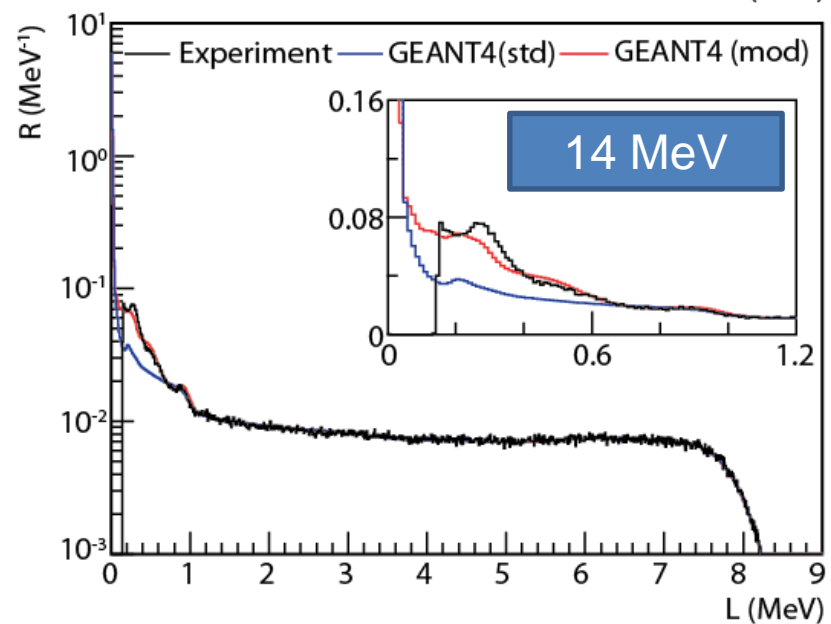 R (MeV⁻¹)
10¹
10⁰
10⁻¹
10⁻²
10⁻³
Experiment GEANT4(std) GEANT4 (mod)
0.16
0.08
0
14 MeV
0 0.6 1.2
0 1 2 3 4 5 6 7 8 9
L (MeV)